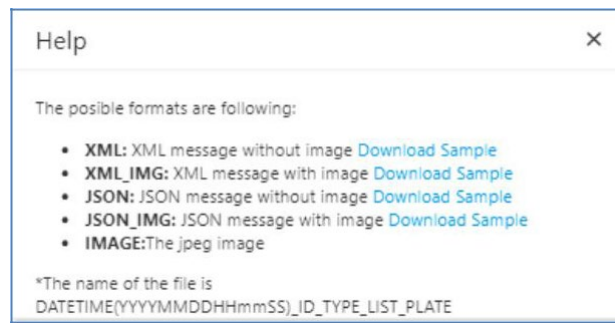 Help
The posible formats are following:
• XML: XML message without image Download Sample
• XML_IMG: XML message with image Download Sample
• JSON: JSON message without image Download Sample
• JSON_IMG: JSON message with image Download Sample
• IMAGE:The jpeg image
*The name of the file is
DATETIME(YYYYMMDDHHmmSS)_ID_TYPE_LIST_PLATE